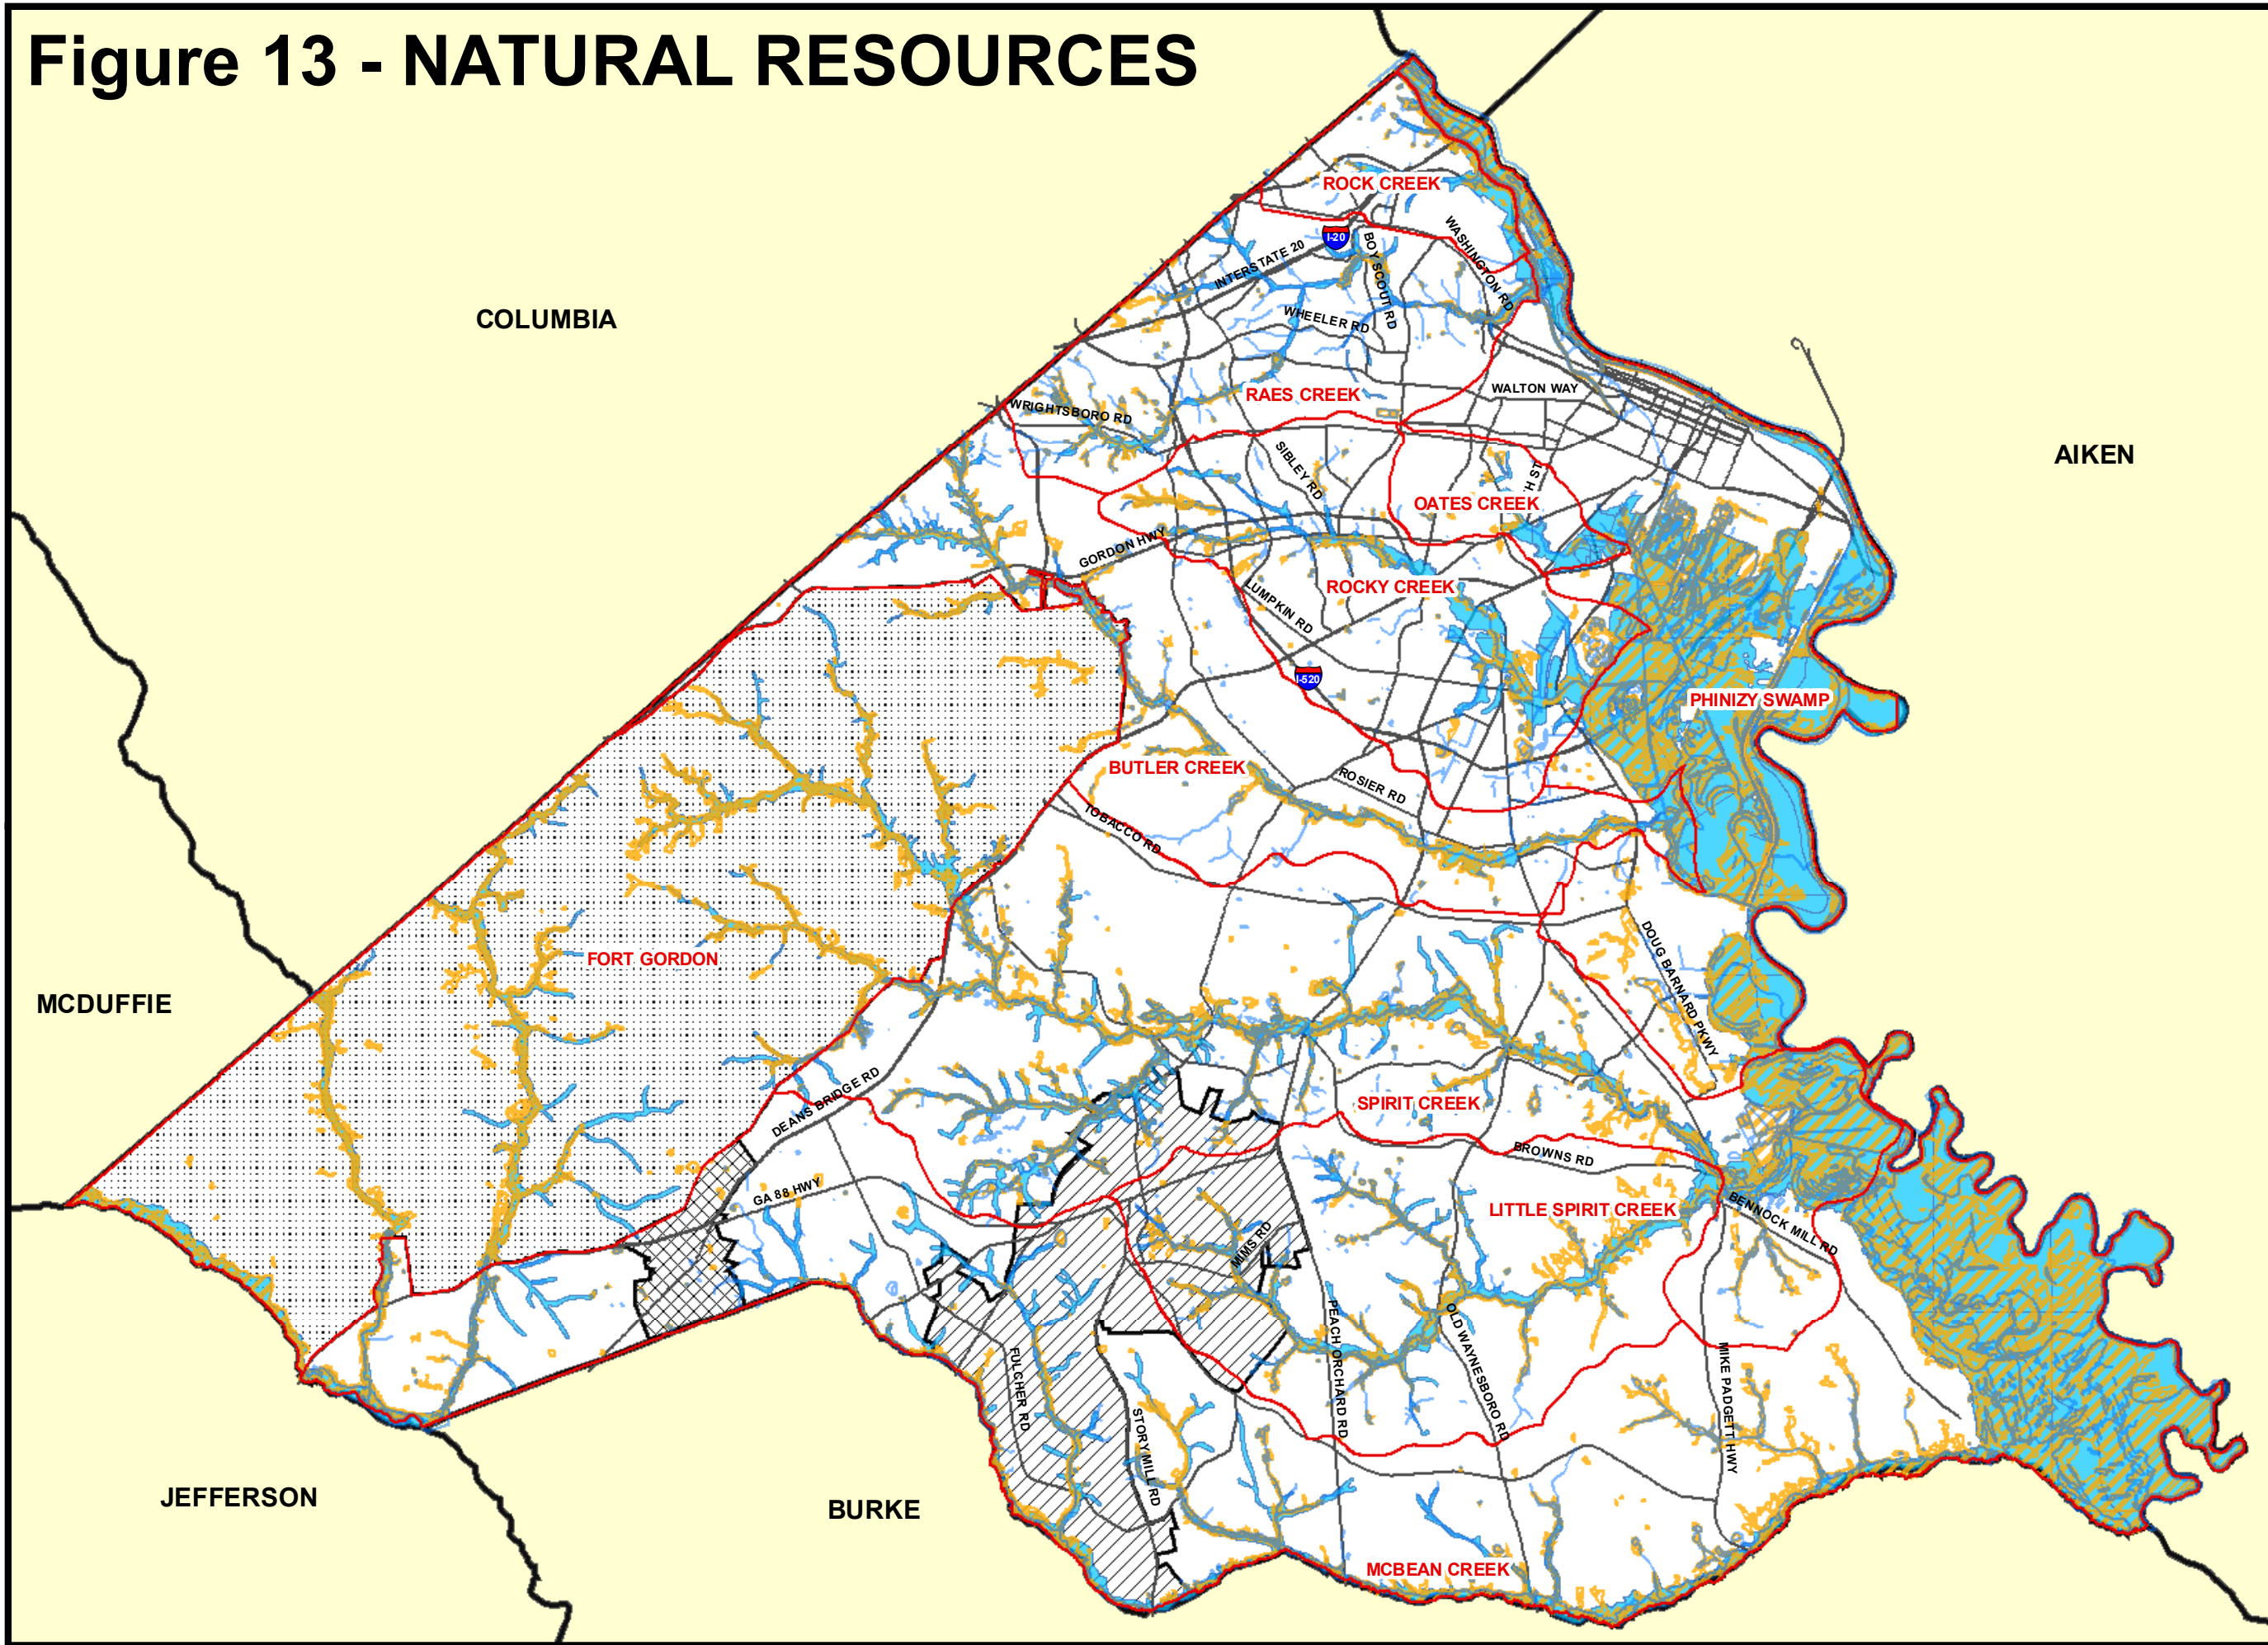 Figure 13 - NATURAL RESOURCES
ROCK CREEK
I-20
INTERSTATE 20
BOY SCOUT RD
WASHINGTON RD
COLUMBIA
WHEELER RD
RAES CREEK
WALTON WAY
WRIGHTSBORO RD
AIKEN
SIBLEY RD
OATES CREEK
H ST
GORDON HWY
ROCKY CREEK
LUMPKIN RD
I-520
PHINIZY SWAMP
BUTLER CREEK
ROSIER RD
TOBACCO RD
FORT GORDON
DOUG BARNARD PKWY
MCDUFFIE
DEANS BRIDGE RD
SPIRIT CREEK
BROWNS RD
GA 88 HWY
LITTLE SPIRIT CREEK
BENNOCK MILL RD
MIMS RD
PEACH ORCHARD RD
OLD WAYNESBORO RD
FULCHER RD
MIKE PADGETT HWY
STORY MILL RD
JEFFERSON
BURKE
MCBEAN CREEK